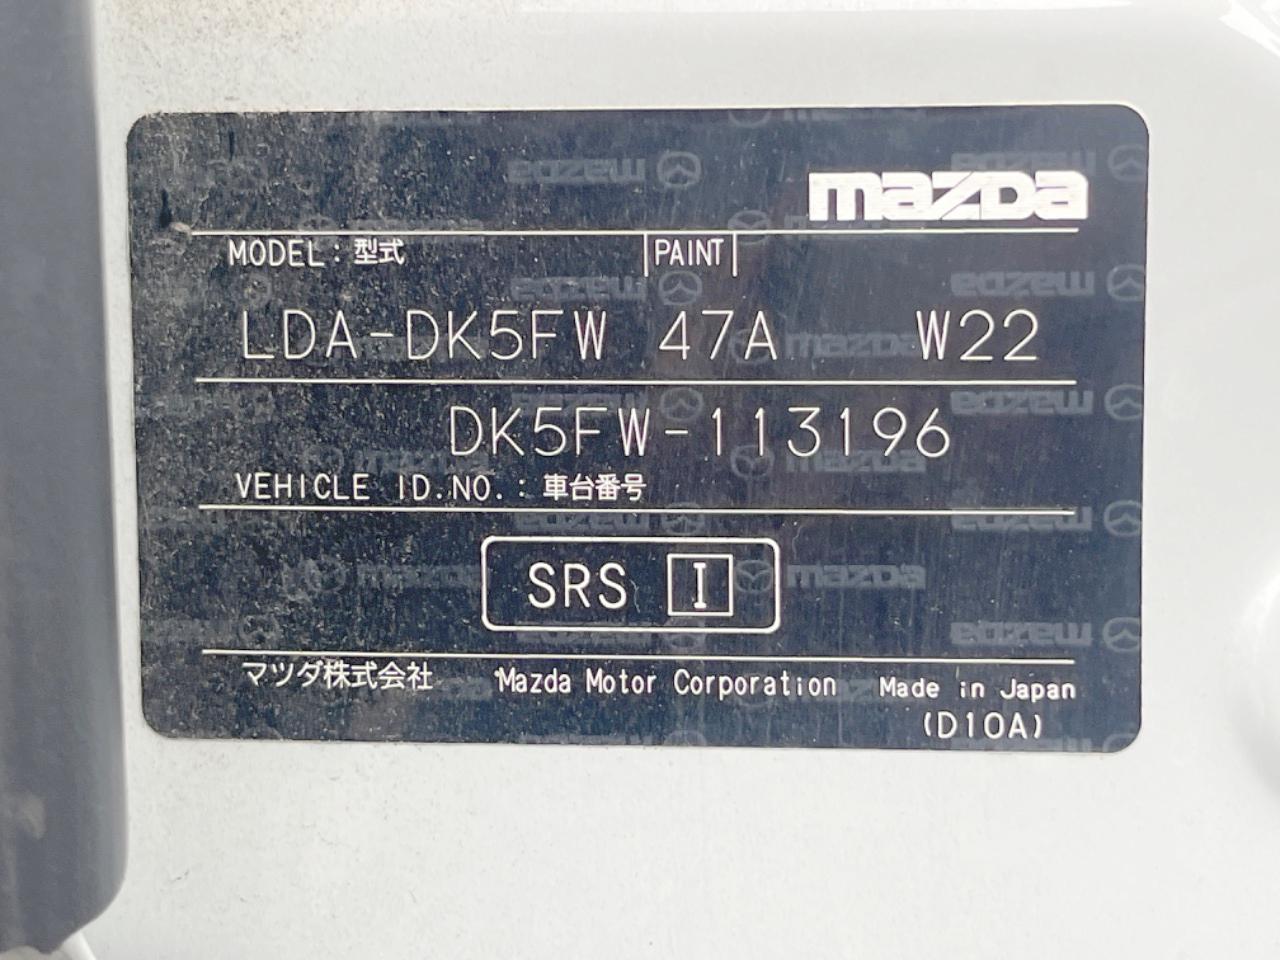 mazda
MODEL : 型式 PAINT
LDA-DK5FW 47A W22
DK5FW-113196
VEHICLE ID.NO. : 車台番号
SRS I
マツダ株式会社 Mazda Motor Corporation Made in Japan
(D10A)